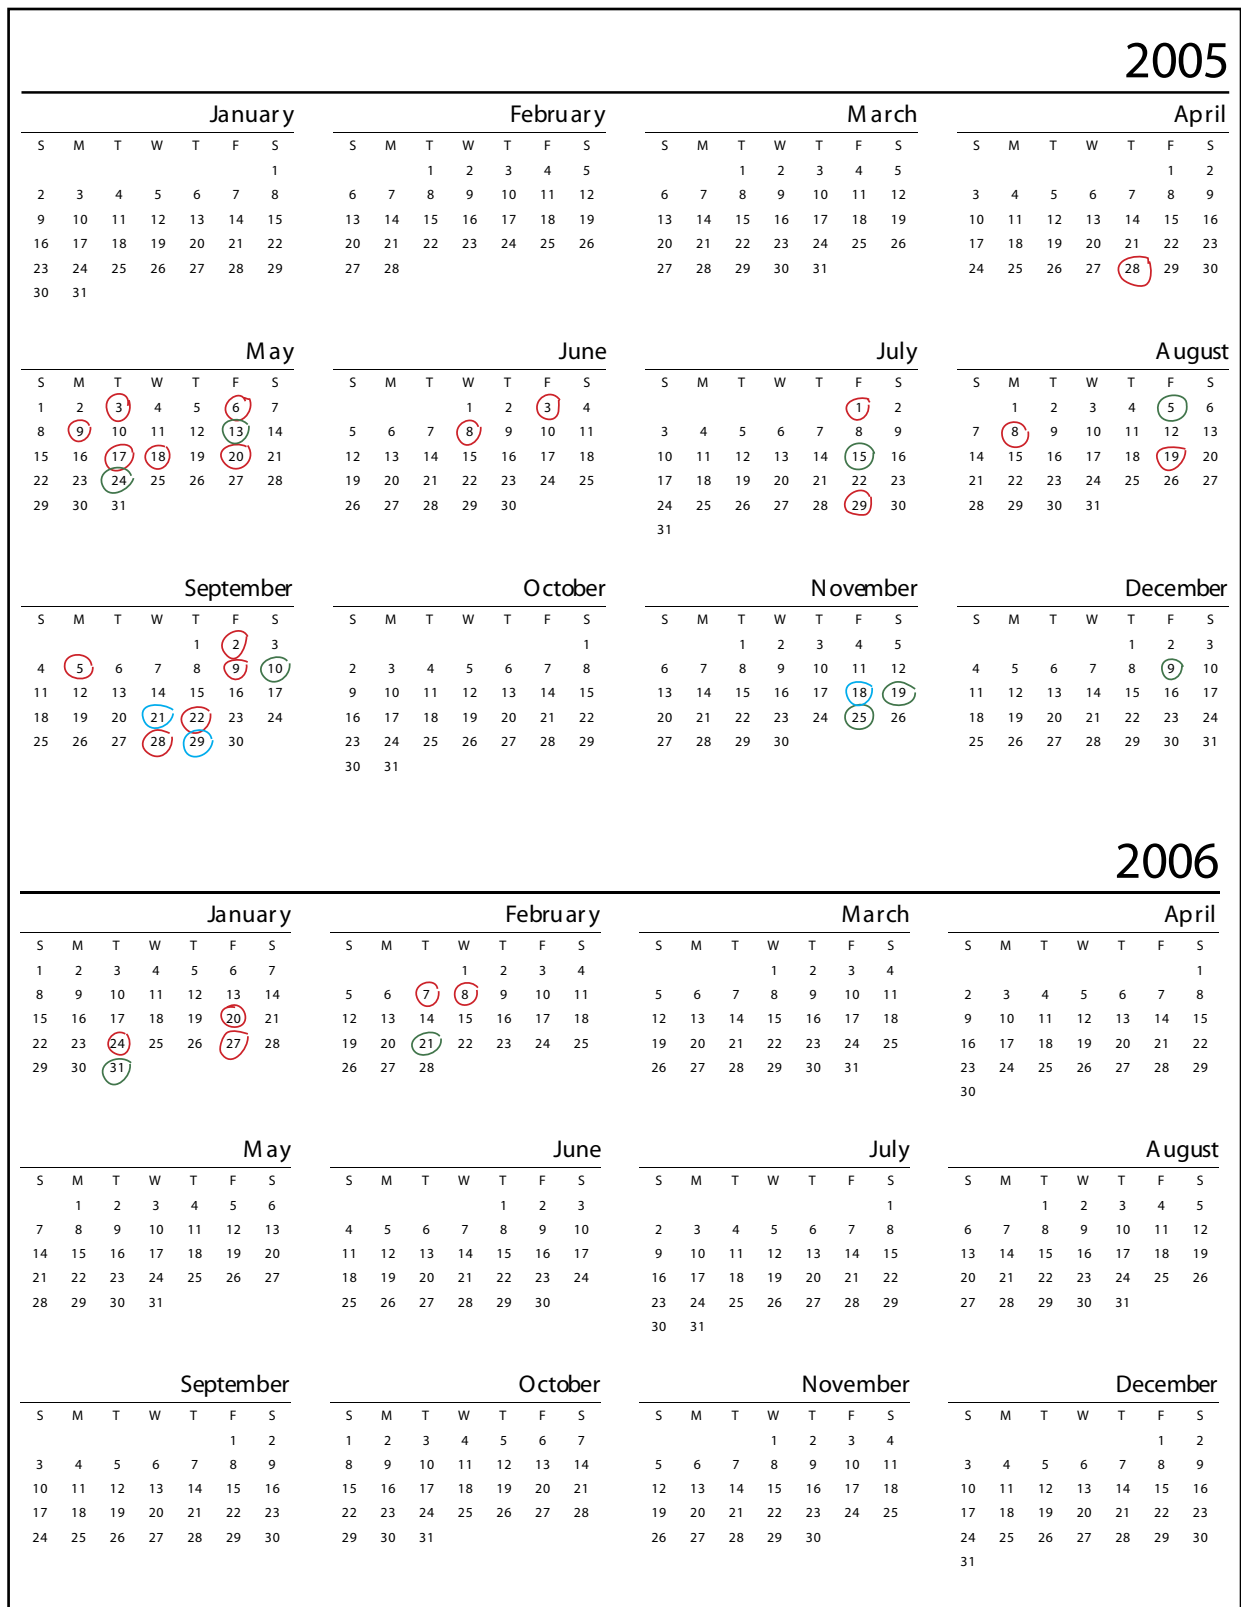 2005
January February March April
S M T W T F S S M T W T F S S M T W T F S S M T W T F S
1 1 2 3 4 5 1 2 3 4 5 1 2
2 3 4 5 6 7 8 6 7 8 9 10 11 12 6 7 8 9 10 11 12 3 4 5 6 7 8 9
9 10 11 12 13 14 15 13 14 15 16 17 18 19 13 14 15 16 17 18 19 10 11 12 13 14 15 16
16 17 18 19 20 21 22 20 21 22 23 24 25 26 20 21 22 23 24 25 26 17 18 19 20 21 22 23
23 24 25 26 27 28 29 27 28 27 28 29 30 31 24 25 26 27 28 29 30
30 31
May June July August
S M T W T F S S M T W T F S S M T W T F S S M T W T F S
1 2 3 4 5 6 7 1 2 3 4 1 2 1 2 3 4 5 6
8 9 10 11 12 13 14 5 6 7 8 9 10 11 3 4 5 6 7 8 9 7 8 9 10 11 12 13
15 16 17 18 19 20 21 12 13 14 15 16 17 18 10 11 12 13 14 15 16 14 15 16 17 18 19 20
22 23 24 25 26 27 28 19 20 21 22 23 24 25 17 18 19 20 21 22 23 21 22 23 24 25 26 27
29 30 31 26 27 28 29 30 24 25 26 27 28 29 30 28 29 30 31
31
September October November December
S M T W T F S S M T W T F S S M T W T F S S M T W T F S
1 2 3 1 1 2 3 4 5 1 2 3
4 5 6 7 8 9 10 2 3 4 5 6 7 8 6 7 8 9 10 11 12 4 5 6 7 8 9 10
11 12 13 14 15 16 17 9 10 11 12 13 14 15 13 14 15 16 17 18 19 11 12 13 14 15 16 17
18 19 20 21 22 23 24 16 17 18 19 20 21 22 20 21 22 23 24 25 26 18 19 20 21 22 23 24
25 26 27 28 29 30 23 24 25 26 27 28 29 27 28 29 30 25 26 27 28 29 30 31
30 31
2006
January February March April
S M T W T F S S M T W T F S S M T W T F S S M T W T F S
1 2 3 4 5 6 7 1 2 3 4 1 2 3 4 1
8 9 10 11 12 13 14 5 6 7 8 9 10 11 5 6 7 8 9 10 11 2 3 4 5 6 7 8
15 16 17 18 19 20 21 12 13 14 15 16 17 18 12 13 14 15 16 17 18 9 10 11 12 13 14 15
22 23 24 25 26 27 28 19 20 21 22 23 24 25 19 20 21 22 23 24 25 16 17 18 19 20 21 22
29 30 31 26 27 28 26 27 28 29 30 31 23 24 25 26 27 28 29
30
May June July August
S M T W T F S S M T W T F S S M T W T F S S M T W T F S
1 2 3 4 5 6 1 2 3 1 1 2 3 4 5
7 8 9 10 11 12 13 4 5 6 7 8 9 10 2 3 4 5 6 7 8 6 7 8 9 10 11 12
14 15 16 17 18 19 20 11 12 13 14 15 16 17 9 10 11 12 13 14 15 13 14 15 16 17 18 19
21 22 23 24 25 26 27 18 19 20 21 22 23 24 16 17 18 19 20 21 22 20 21 22 23 24 25 26
28 29 30 31 25 26 27 28 29 30 23 24 25 26 27 28 29 27 28 29 30 31
30 31
September October November December
S M T W T F S S M T W T F S S M T W T F S S M T W T F S
1 2 1 2 3 4 5 6 7 1 2 3 4 1 2
3 4 5 6 7 8 9 8 9 10 11 12 13 14 5 6 7 8 9 10 11 3 4 5 6 7 8 9
10 11 12 13 14 15 16 15 16 17 18 19 20 21 12 13 14 15 16 17 18 10 11 12 13 14 15 16
17 18 19 20 21 22 23 22 23 24 25 26 27 28 19 20 21 22 23 24 25 17 18 19 20 21 22 23
24 25 26 27 28 29 30 29 30 31 26 27 28 29 30 24 25 26 27 28 29 30
31